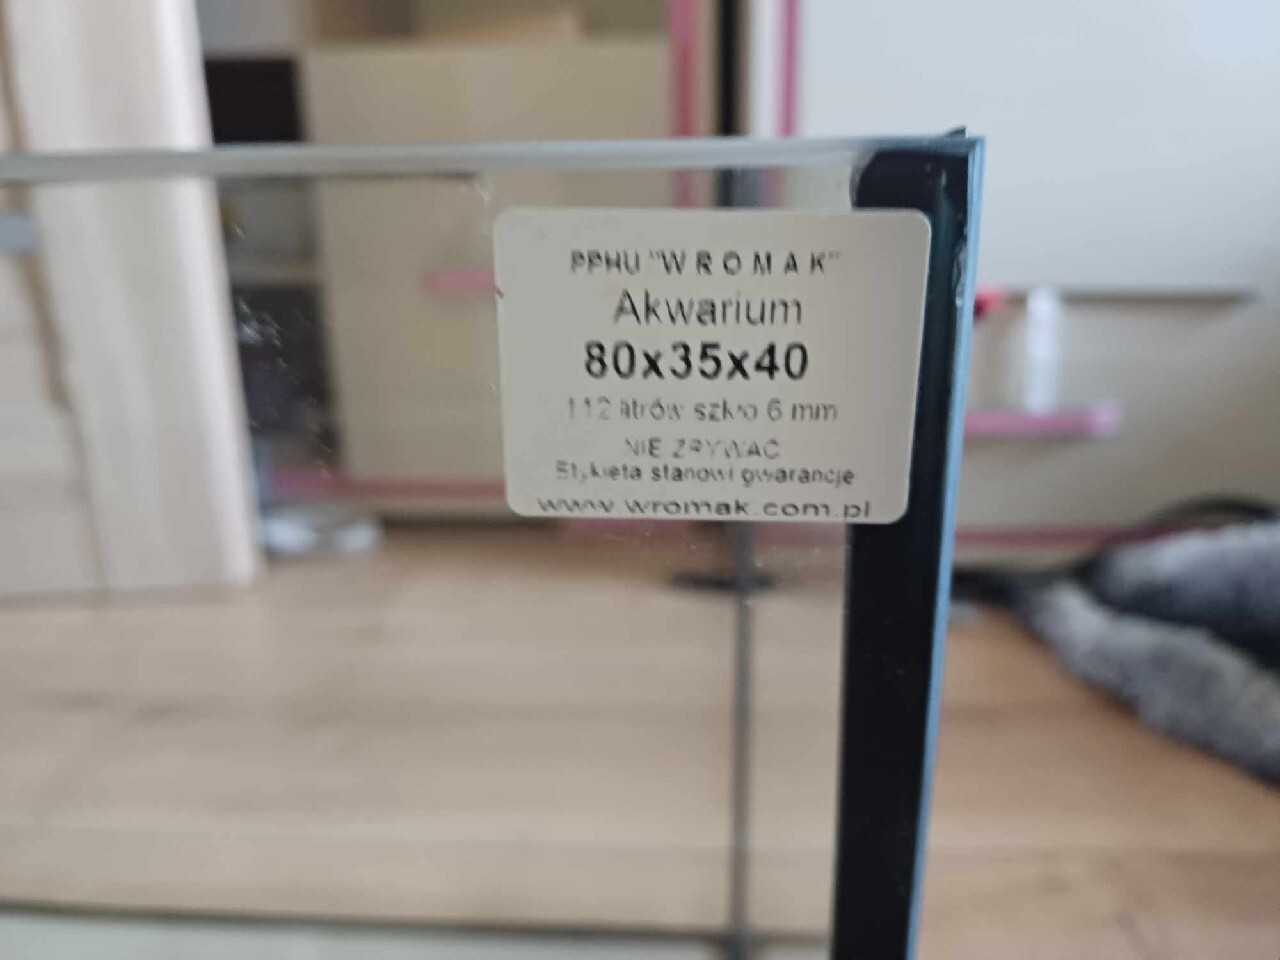 PPHU "W R O M A K"
Akwarium
80x35x40
112 litrów szkło 6 mm
NIE ZRYWAĆ
Etykieta stanowi gwarancje
www.wromak.com.pl